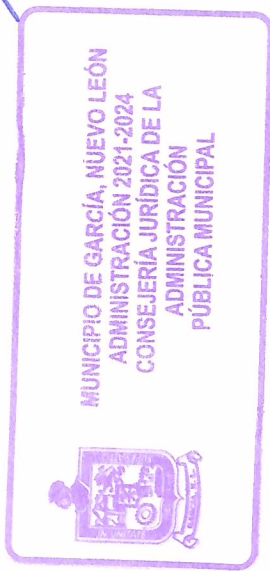 MUNICIPIO DE GARCÍA, NUEVO LEÓN
ADMINISTRACIÓN 2021-2024
CONSEJERÍA JURÍDICA DE LA
ADMINISTRACIÓN
PÚBLICA MUNICIPAL